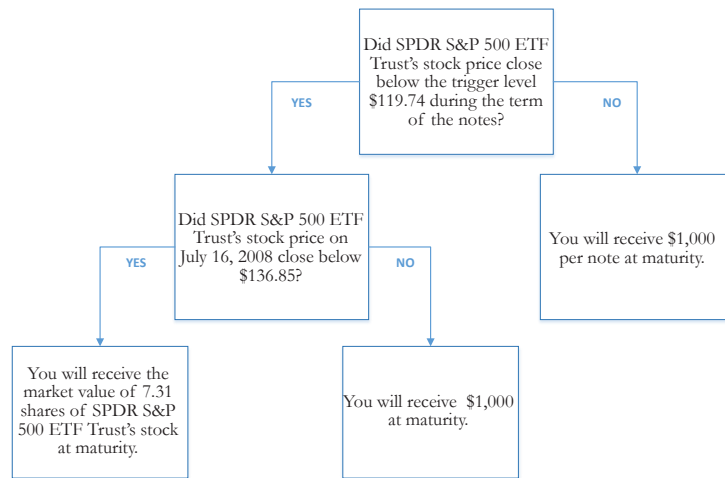 Did SPDR S&P 500 ETF
Trust's stock price close
below the trigger level
$119.74 during the term
of the notes?
YES
NO
Did SPDR S&P 500 ETF
Trust's stock price on
July 16, 2008 close below
$136.85?
You will receive $1,000
per note at maturity.
YES
NO
You will receive the
market value of 7.31
shares of SPDR S&P
500 ETF Trust's stock
at maturity.
You will receive $1,000
at maturity.